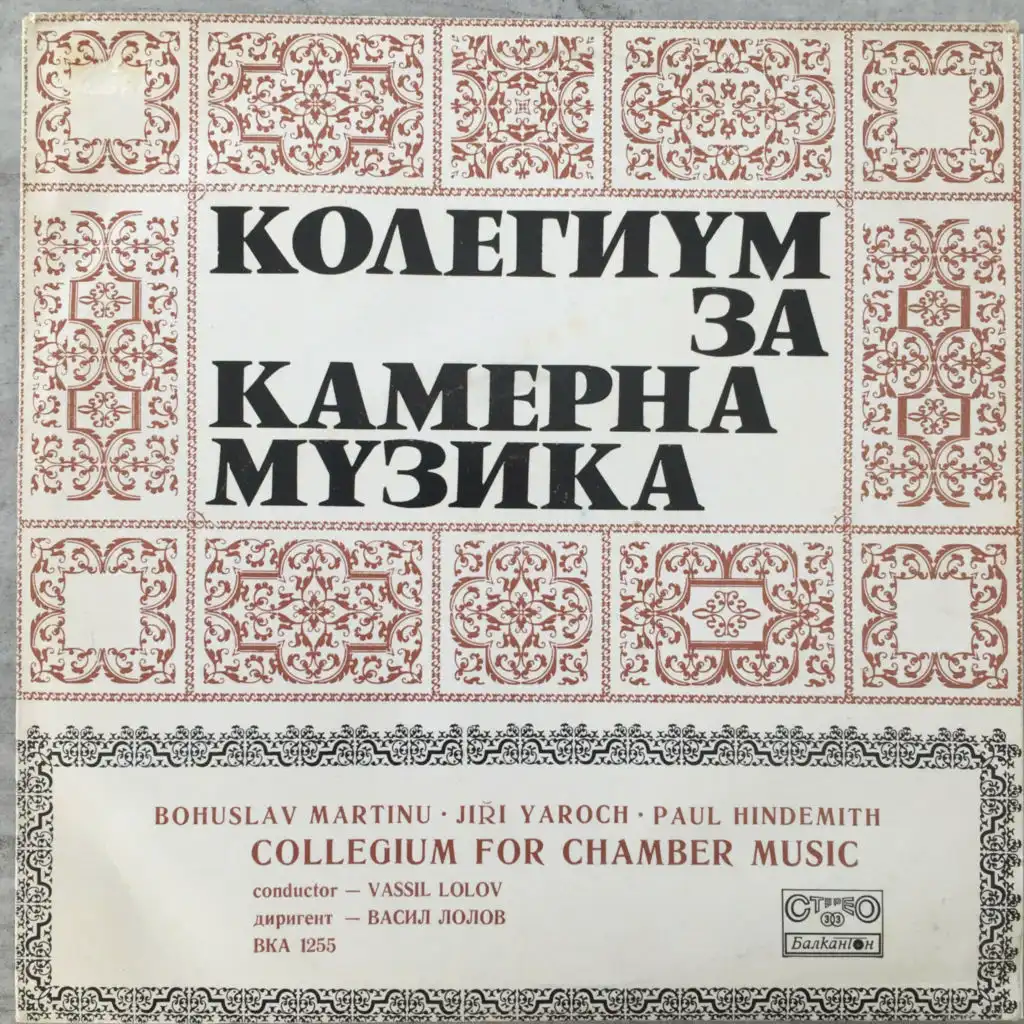 КОЛЕГИУМ
ЗА
КАМЕРНА
МУЗИКА
BOHUSLAV MARTINU · JIŘI YAROCH · PAUL HINDEMITH
COLLEGIUM FOR CHAMBER MUSIC
conductor — VASSIL LOLOV
диригент — ВАСИЛ ЛОЛОВ
ВКА 1255
СТЕРЕО
33
Балкантон